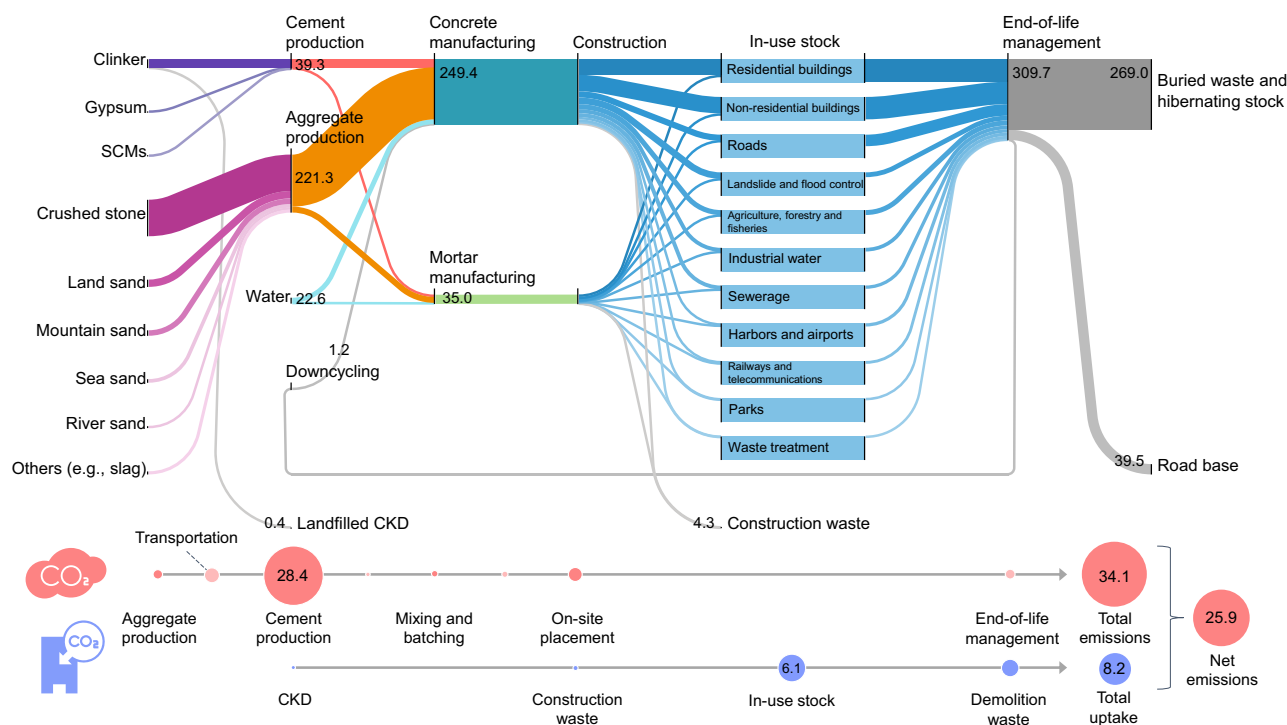 Cement
production
Concrete
manufacturing
Construction
In-use stock
End-of-life
management
Clinker
39.3
249.4
Residential buildings
309.7
269.0
Buried waste and
hibernating stock
Gypsum
Non-residential buildings
Aggregate
production
SCMs
Roads
221.3
Landslide and flood control
Crushed stone
Agriculture, forestry and
fisheries
Industrial water
Mortar
manufacturing
Land sand
Water
22.6
35.0
Sewerage
Mountain sand
Harbors and airports
1.2
Downcycling
Sea sand
Railways and
telecommunications
River sand
Parks
Waste treatment
Others (e.g., slag)
39.5
Road base
0.4
Landfilled CKD
4.3
Construction waste
Transportation
CO2
28.4
34.1
Aggregate
production
Cement
production
Mixing and
batching
On-site
placement
End-of-life
management
Total
emissions
25.9
Net
emissions
CO2
6.1
8.2
CKD
Construction
waste
In-use stock
Demolition
waste
Total
uptake